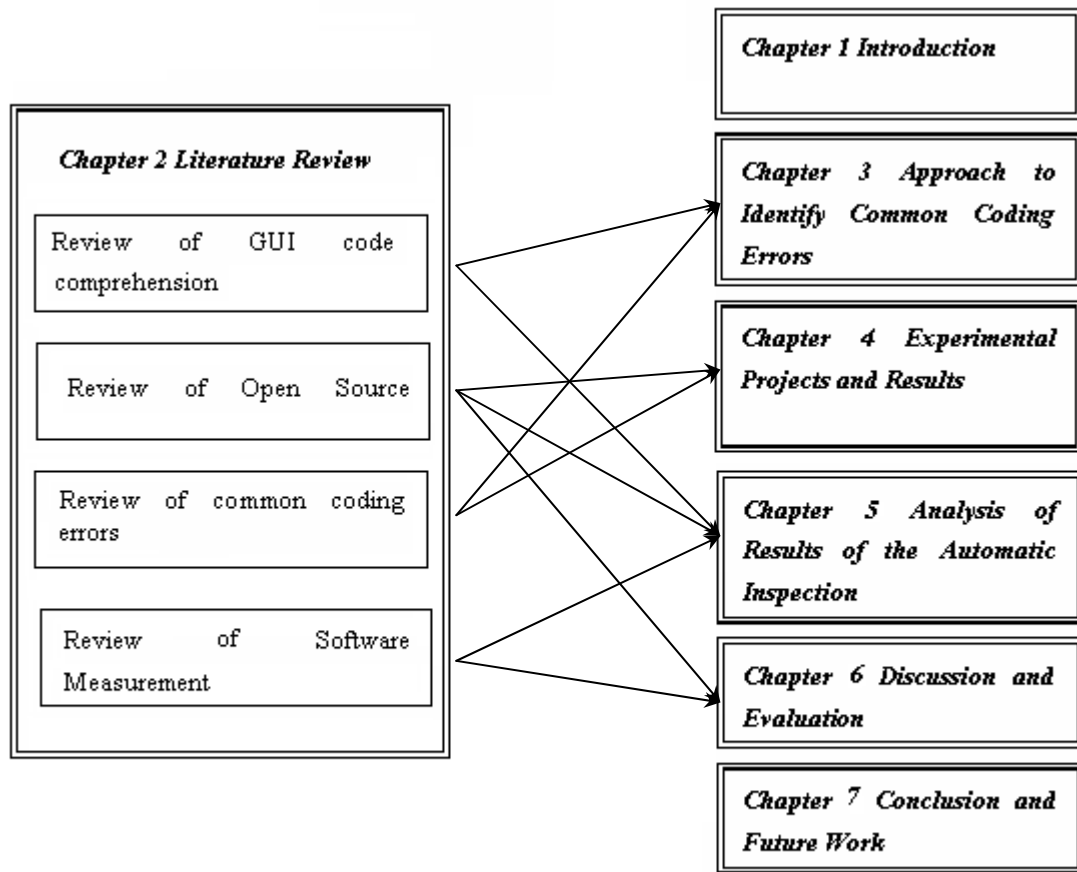 Chapter 2 Literature Review
Review of GUI code
comprehension
Review of Open Source
Review of common coding
errors
Review of Software
Measurement
Chapter 1 Introduction
Chapter 3 Approach to
Identify Common Coding
Errors
Chapter 4 Experimental
Projects and Results
Chapter 5 Analysis of
Results of the Automatic
Inspection
Chapter 6 Discussion and
Evaluation
Chapter 7 Conclusion and
Future Work